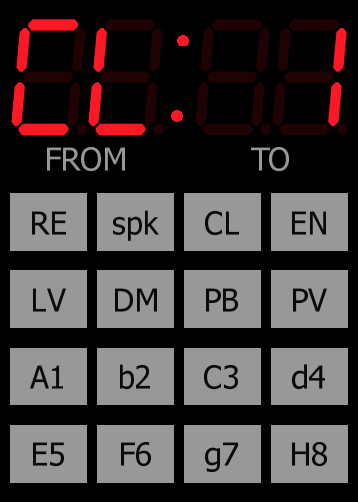 CL: 1
FROM TO
RE spk CL EN
LV DM PB PV
A1 b2 C3 d4
E5 F6 g7 H8